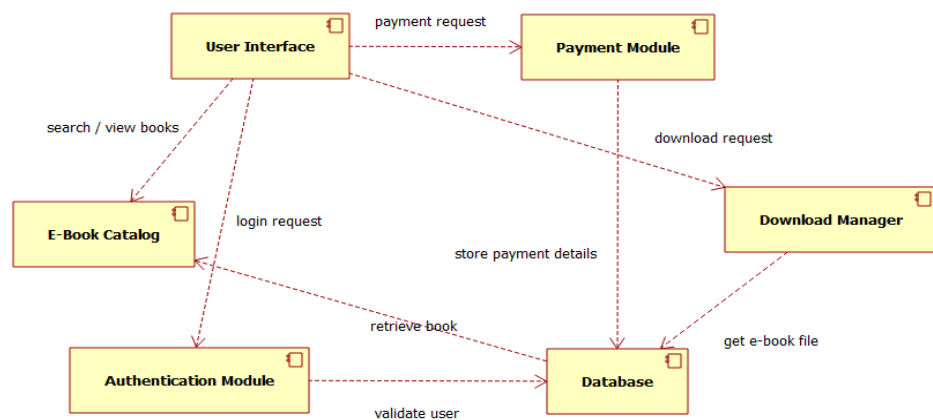 payment request
User Interface
Payment Module
search / view books
download request
login request
Download Manager
E-Book Catalog
store payment details
retrieve book
get e-book file
Authentication Module
Database
validate user